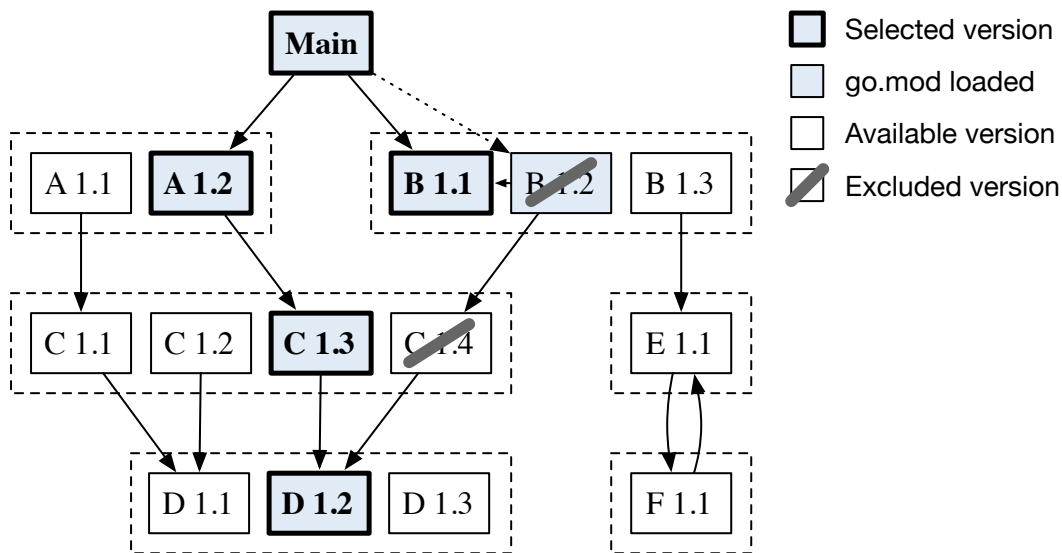 Main
Selected version
go.mod loaded
Available version
Excluded version
A 1.1
A 1.2
B 1.1
B 1.2
B 1.3
C 1.1
C 1.2
C 1.3
C 1.4
E 1.1
D 1.1
D 1.2
D 1.3
F 1.1